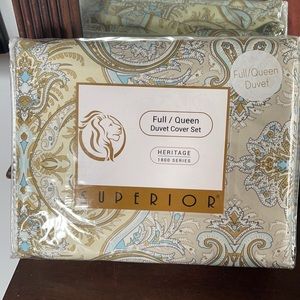 Full/Queen
Duvet
Full / Queen
Duvet Cover Set
HERITAGE
1800 SERIES
SUPERIOR